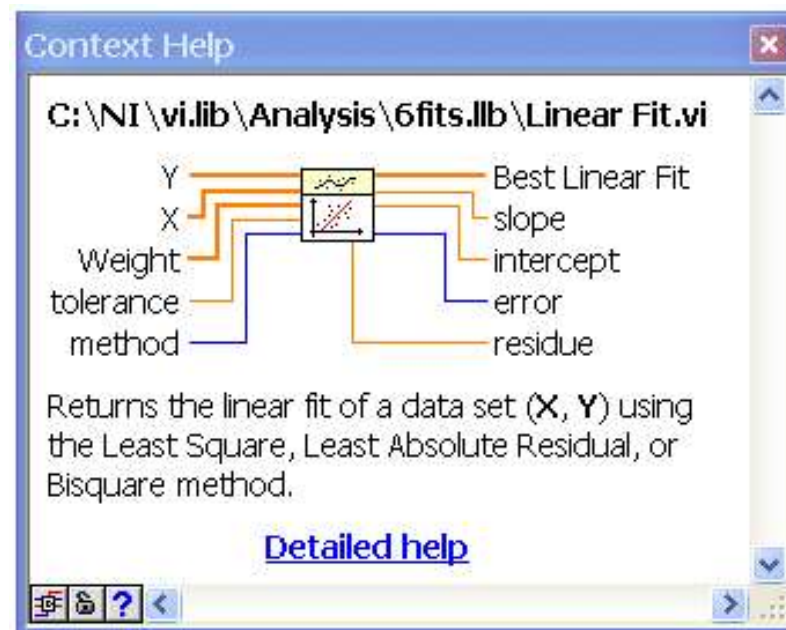 Context Help
C:\NI\vi.lib\Analysis\6fits.llb\Linear Fit.vi
Y
X
Weight
tolerance
method
Best Linear Fit
slope
intercept
error
residue
Returns the linear fit of a data set (X, Y) using
the Least Square, Least Absolute Residual, or
Bisquare method.
Detailed help
?